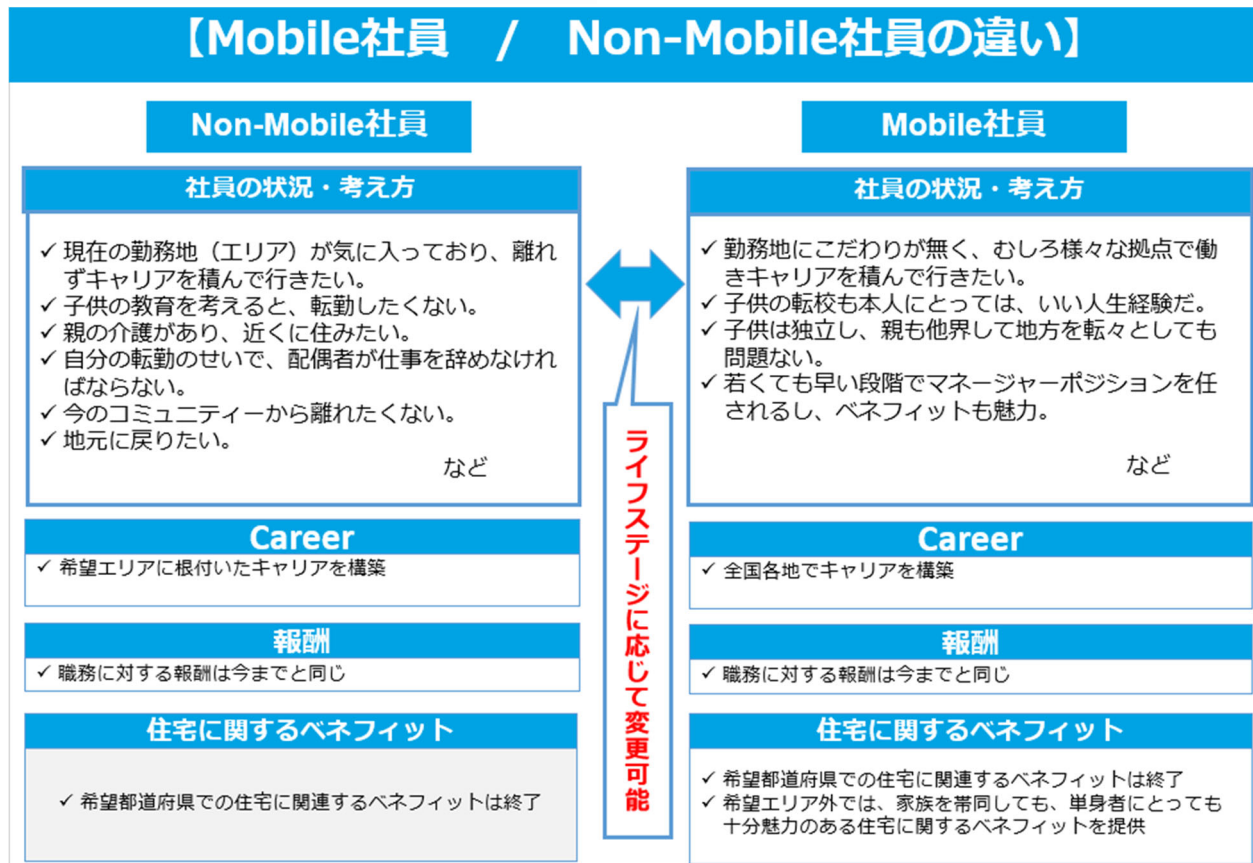 【Mobile社員 / Non-Mobile社員の違い】
Non-Mobile社員
社員の状況・考え方
✓ 現在の勤務地(エリア)が気に入っており、離れ
ずキャリアを積んで行きたい。
✓ 子供の教育を考えると、転勤したくない。
✓ 親の介護があり、近くに住みたい。
✓ 自分の転勤のせいで、配偶者が仕事を辞めなけれ
ばならない。
✓ 今のコミュニティーから離れたくない。
✓ 地元に戻りたい。
など
Career
✓ 希望エリアに根付いたキャリアを構築
報酬
✓ 職務に対する報酬は今までと同じ
住宅に関するベネフィット
✓ 希望都道府県での住宅に関連するベネフィットは終了
ライフステージに応じて変更可能
Mobile社員
社員の状況・考え方
✓ 勤務地にこだわりが無く、むしろ様々な拠点で働
きキャリアを積んで行きたい。
✓ 子供の転校も本人にとっては、いい人生経験だ。
✓ 子供は独立し、親も他界して地方を転々としても
問題ない。
✓ 若くても早い段階でマネージャーポジションを任
されるし、ベネフィットも魅力。
など
Career
✓ 全国各地でキャリアを構築
報酬
✓ 職務に対する報酬は今までと同じ
住宅に関するベネフィット
✓ 希望都道府県での住宅に関連するベネフィットは終了
✓ 希望エリア外では、家族を帯同しても、単身者にとっても
十分魅力のある住宅に関するベネフィットを提供